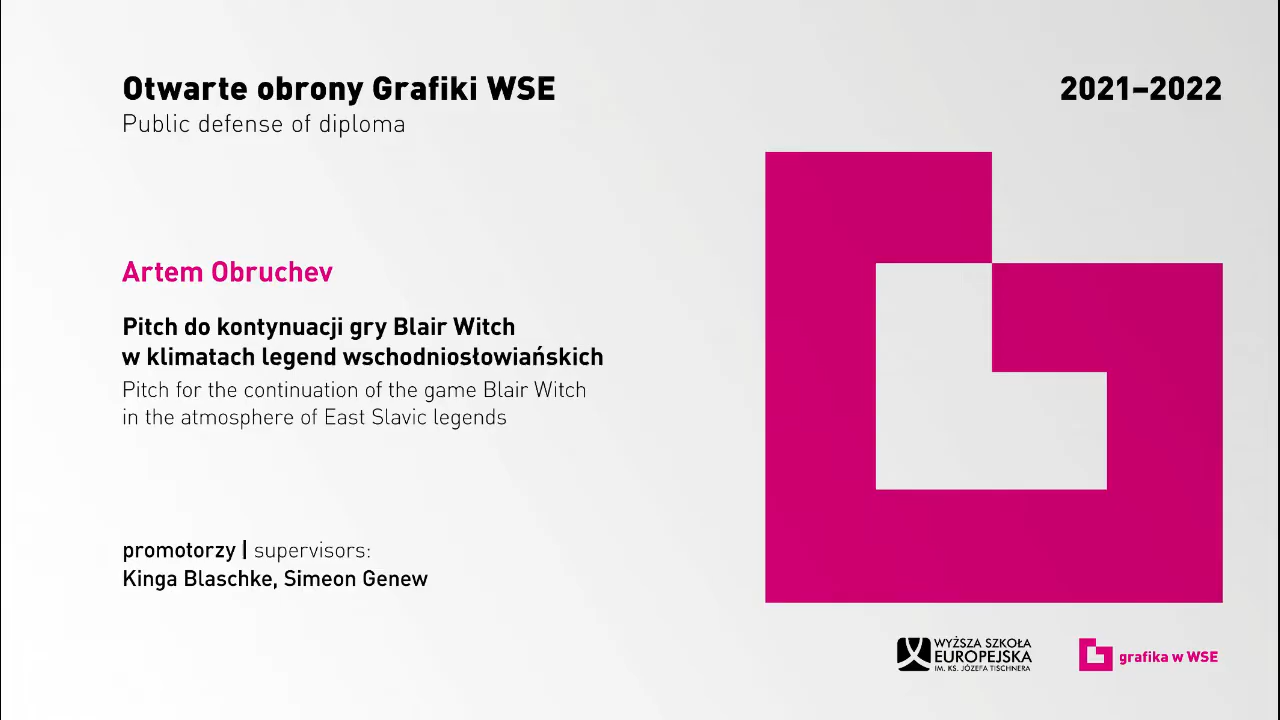 Otwarte obrony Grafiki WSE
Public defense of diploma
2021–2022
Artem Obruchev
Pitch do kontynuacji gry Blair Witch
w klimatach legend wschodniosłowiańskich
Pitch for the continuation of the game Blair Witch
in the atmosphere of East Slavic legends
promotorzy | supervisors:
Kinga Blaschke, Simeon Genew
WYŻSZA SZKOŁA
EUROPEJSKA
IM. KS. JÓZEFA TISCHNERA
grafika w WSE